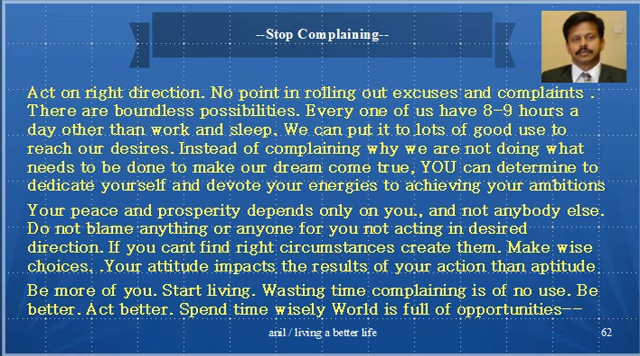 --Stop Complaining--
Act on right direction. No point in rolling out excuses and complaints .
There are boundless possibilities. Every one of us have 8-9 hours a
day other than work and sleep. We can put it to lots of good use to
reach our desires. Instead of complaining why we are not doing what
needs to be done to make our dream come true, YOU can determine to
dedicate yourself and devote your energies to achieving your ambitions
Your peace and prosperity depends only on you., and not anybody else.
Do not blame anything or anyone for you not acting in desired
direction. If you cant find right circumstances create them. Make wise
choices. .Your attitude impacts the results of your action than aptitude.
Be more of you. Start living. Wasting time complaining is of no use. Be
better. Act better. Spend time wisely World is full of opportunities--
anil / living a better life
62